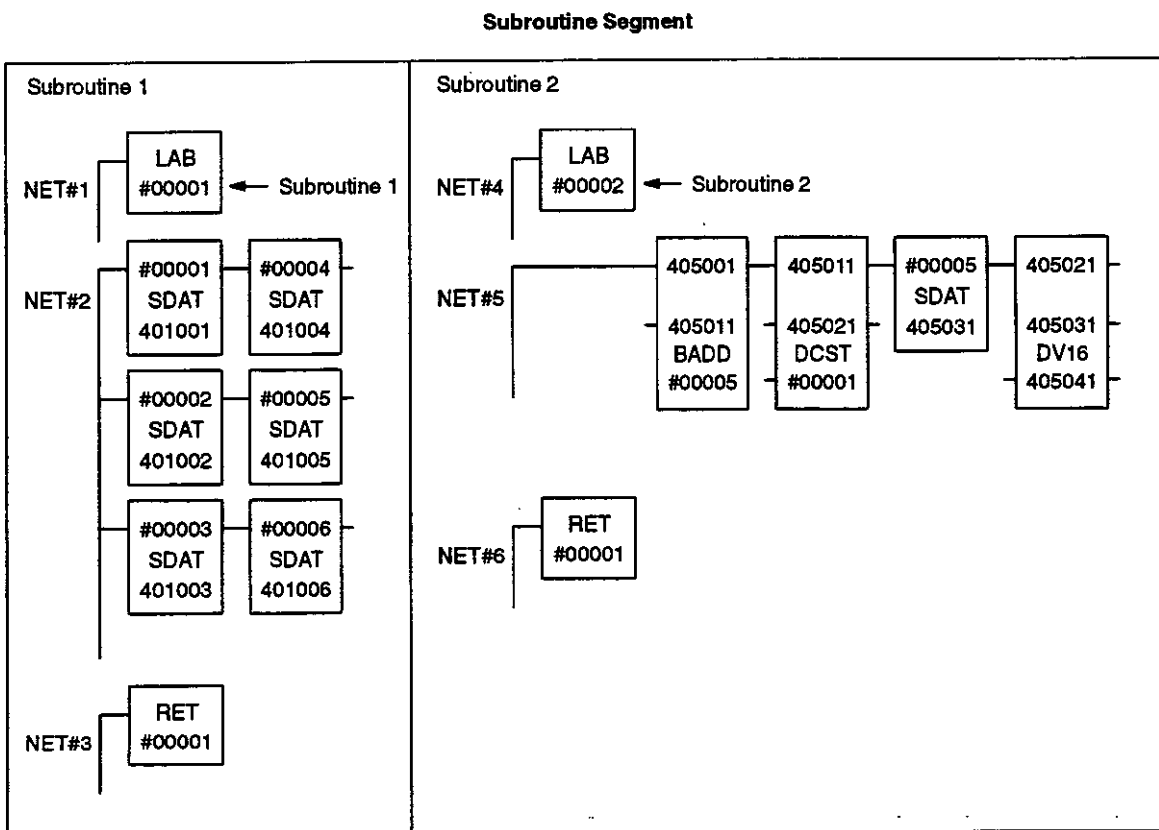 Subroutine Segment
Subroutine 1
LAB
NET#1 #00001 Subroutine 1
#00001 #00004
NET#2 SDAT SDAT
401001 401004
#00002 #00005
SDAT SDAT
401002 401005
#00003 #00006
SDAT SDAT
401003 401006
RET
NET#3 #00001
Subroutine 2
LAB
NET#4 #00002 Subroutine 2
405001 405011 #00005 405021
NET#5 SDAT
405011 405021 405031 405031
BADD DCST DV16
#00005 #00001 405041
RET
NET#6 #00001